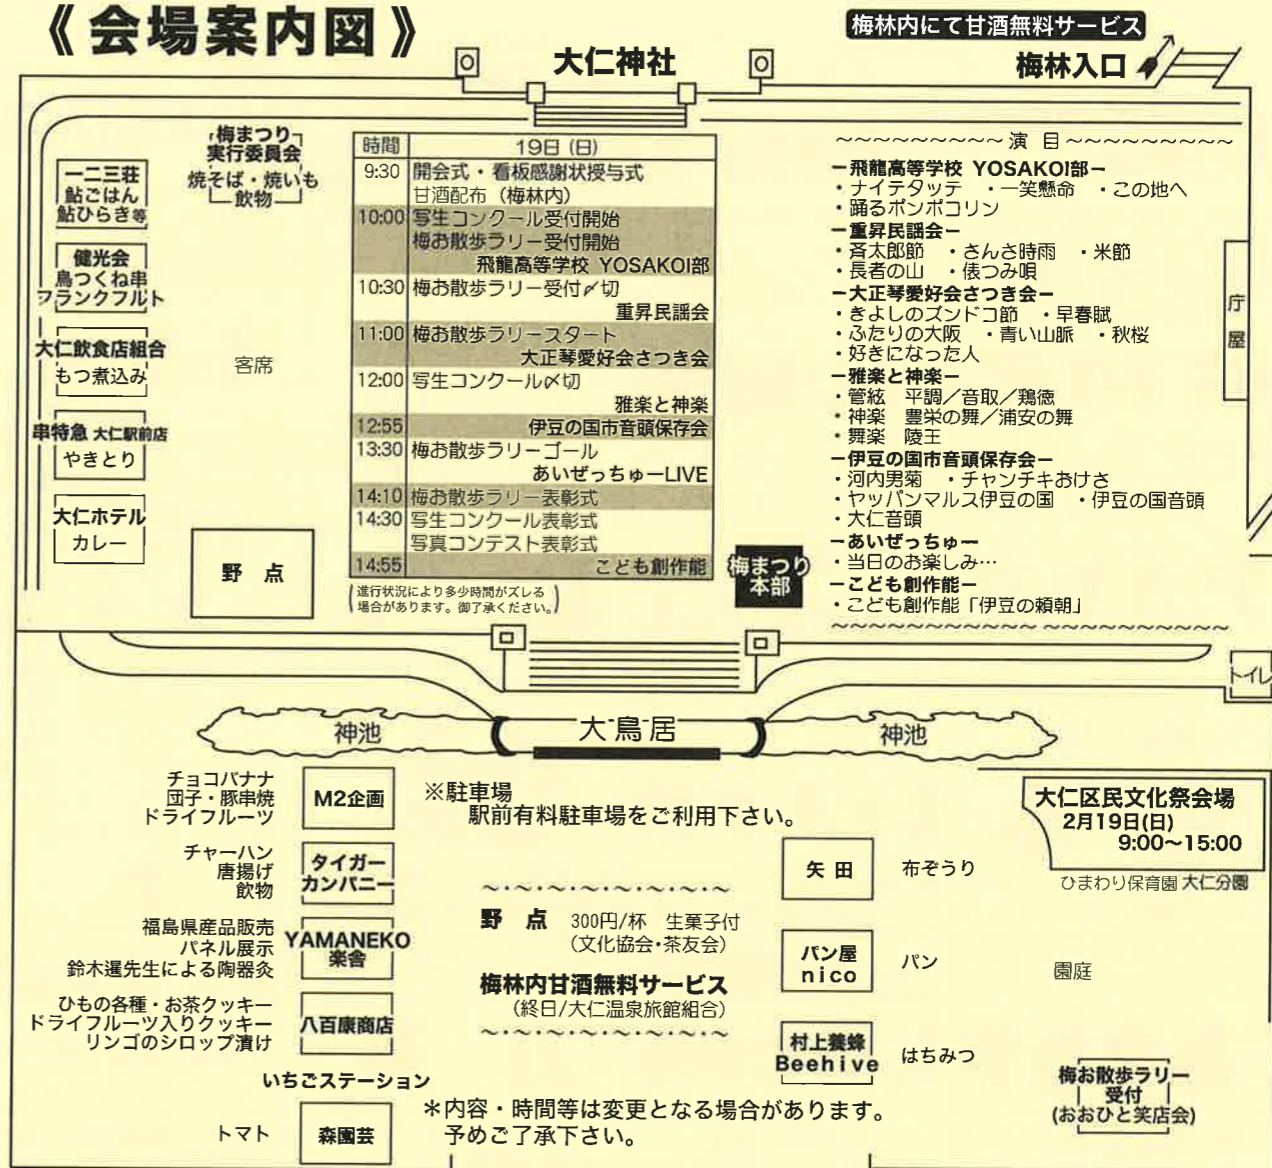 《会場案内図》
梅林内にて甘酒無料サービス
大仁神社
梅林入口
梅まつり
実行委員会
焼そば・焼いも
飲物
一二三荘
鮎ごはん
鮎ひらき等
健光会
鳥つくね串
フランクフルト
大仁飲食店組合
もつ煮込み
串特急 大仁駅前店
やきとり
大仁ホテル
カレー
客席
野 点
時間 19日(日)
9:30 開会式・看板感謝状授与式
甘酒配布(梅林内)
10:00 写生コンクール受付開始
梅お散歩ラリー受付開始
飛龍高等学校 YOSAKOI部
10:30 梅お散歩ラリー受付〆切
重昇民謡会
11:00 梅お散歩ラリースタート
大正琴愛好会さつき会
12:00 写生コンクール〆切
雅楽と神楽
12:55 伊豆の国市音頭保存会
13:30 梅お散歩ラリーゴール
あいぜっちゅーLIVE
14:10 梅お散歩ラリー表彰式
14:30 写生コンクール表彰式
写真コンテスト表彰式
14:55 こども創作能
(進行状況により多少時間がズレる
場合があります。御了承ください。)
梅まつり
本部
~~~~~~~~~ 演 目 ~~~~~~~~~
ー飛龍高等学校 YOSAKOI部ー
・ナイテタッテ ・一笑懸命 ・この地へ
・踊るポンポコリン
ー重昇民謡会ー
・斉太郎節 ・さんさ時雨 ・米節
・長者の山 ・俵つみ唄
ー大正琴愛好会さつき会ー
・きよしのズンドコ節 ・早春賦
・ふたりの大阪 ・青い山脈 ・秋桜
・好きになった人
ー雅楽と神楽ー
・管絃 平調/音取/鶏徳
・神楽 豊栄の舞/浦安の舞
・舞楽 陵王
ー伊豆の国市音頭保存会ー
・河内男菊 ・チャンチキおけさ
・ヤッパンマルス伊豆の国 ・伊豆の国音頭
・大仁音頭
ーあいぜっちゅー
・当日のお楽しみ…
ーこども創作能ー
・こども創作能「伊豆の頼朝」
庁屋
トイレ
神池
大鳥居
神池
チョコバナナ
団子・豚串焼
ドライフルーツ
M2企画
チャーハン
唐揚げ
飲物
タイガー
カンパニー
福島県産品販売
パネル展示
鈴木暹先生による陶器灸
YAMANEKO
楽舎
ひもの各種・お茶クッキー
ドライフルーツ入りクッキー
リンゴのシロップ漬け
八百康商店
いちごステーション
トマト
森園芸
※駐車場
駅前有料駐車場をご利用下さい。
野 点 300円/杯 生菓子付
(文化協会・茶友会)
梅林内甘酒無料サービス
(終日/大仁温泉旅館組合)
*内容・時間等は変更となる場合があります。
予めご了承下さい。
矢田
布ぞうり
パン屋
nico
パン
村上養蜂
Beehive
はちみつ
大仁区民文化祭会場
2月19日(日)
9:00〜15:00
ひまわり保育園 大仁分園
園庭
梅お散歩ラリー
受付
(おおひと笑店会)